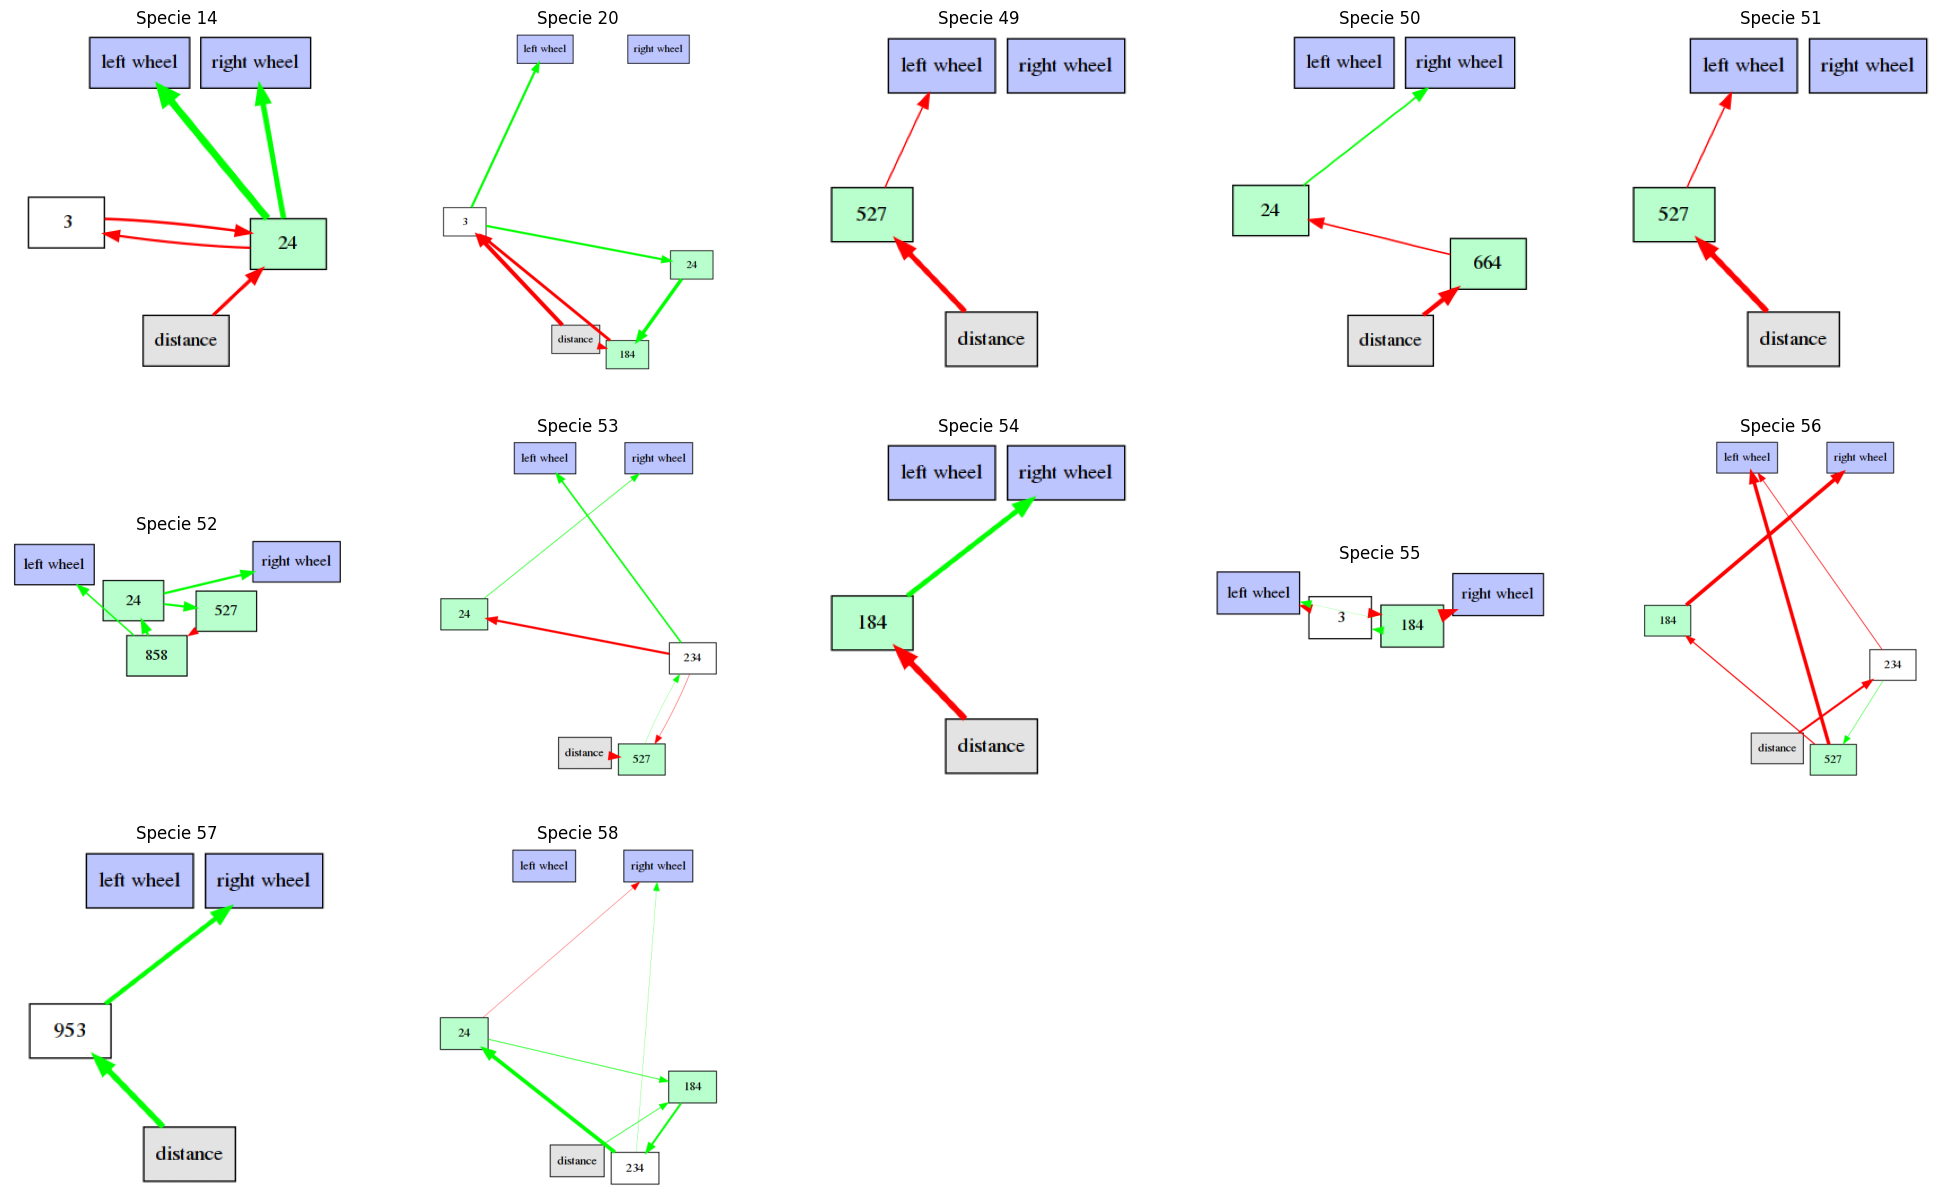 Specie 14
left wheel right wheel
3
24
distance
Specie 20
left wheel right wheel
3
24
distance
184
Specie 49
left wheel right wheel
527
distance
Specie 50
left wheel right wheel
24
664
distance
Specie 51
left wheel right wheel
527
distance
Specie 52
left wheel right wheel
24
527
858
Specie 53
left wheel right wheel
24
234
distance
527
Specie 54
left wheel right wheel
184
distance
Specie 55
left wheel right wheel
3
184
Specie 56
left wheel right wheel
184
234
distance
527
Specie 57
left wheel right wheel
953
distance
Specie 58
left wheel right wheel
24
184
distance
234